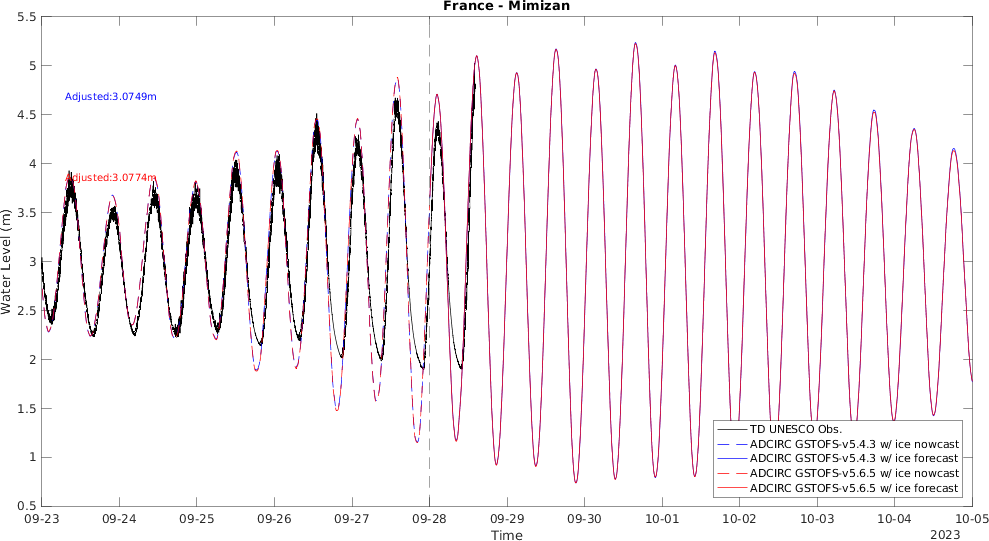 France - Mimizan
5.5
5
4.5
4
3.5
3
2.5
2
1.5
1
0.5
Water Level (m)
Adjusted:3.0749m
Adjusted:3.0774m
TD UNESCO Obs.
ADCIRC GSTOFS-v5.4.3 w/ ice nowcast
ADCIRC GSTOFS-v5.4.3 w/ ice forecast
ADCIRC GSTOFS-v5.6.5 w/ ice nowcast
ADCIRC GSTOFS-v5.6.5 w/ ice forecast
09-23 09-24 09-25 09-26 09-27 09-28 09-29 09-30 10-01 10-02 10-03 10-04 10-05
Time
2023